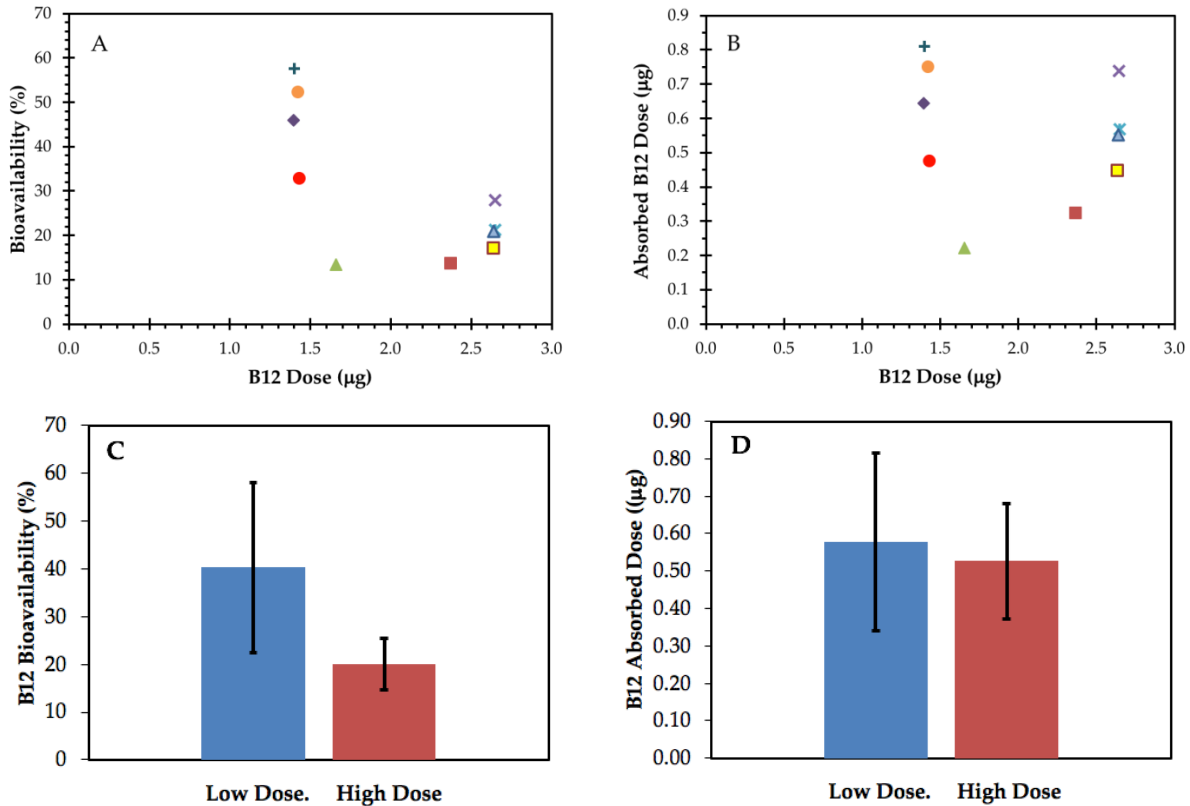 A
Bioavailability (%)
70
60
50
40
30
20
10
0
0.0 0.5 1.0 1.5 2.0 2.5 3.0
B12 Dose (μg)
B
Absorbed B12 Dose (μg)
0.9
0.8
0.7
0.6
0.5
0.4
0.3
0.2
0.1
0.0
0.0 0.5 1.0 1.5 2.0 2.5 3.0
B12 Dose (μg)
C
B12 Bioavailability (%)
70
60
50
40
30
20
10
0
Low Dose. High Dose
D
B12 Absorbed Dose ((μg)
0.90
0.80
0.70
0.60
0.50
0.40
0.30
0.20
0.10
0.00
Low Dose. High Dose